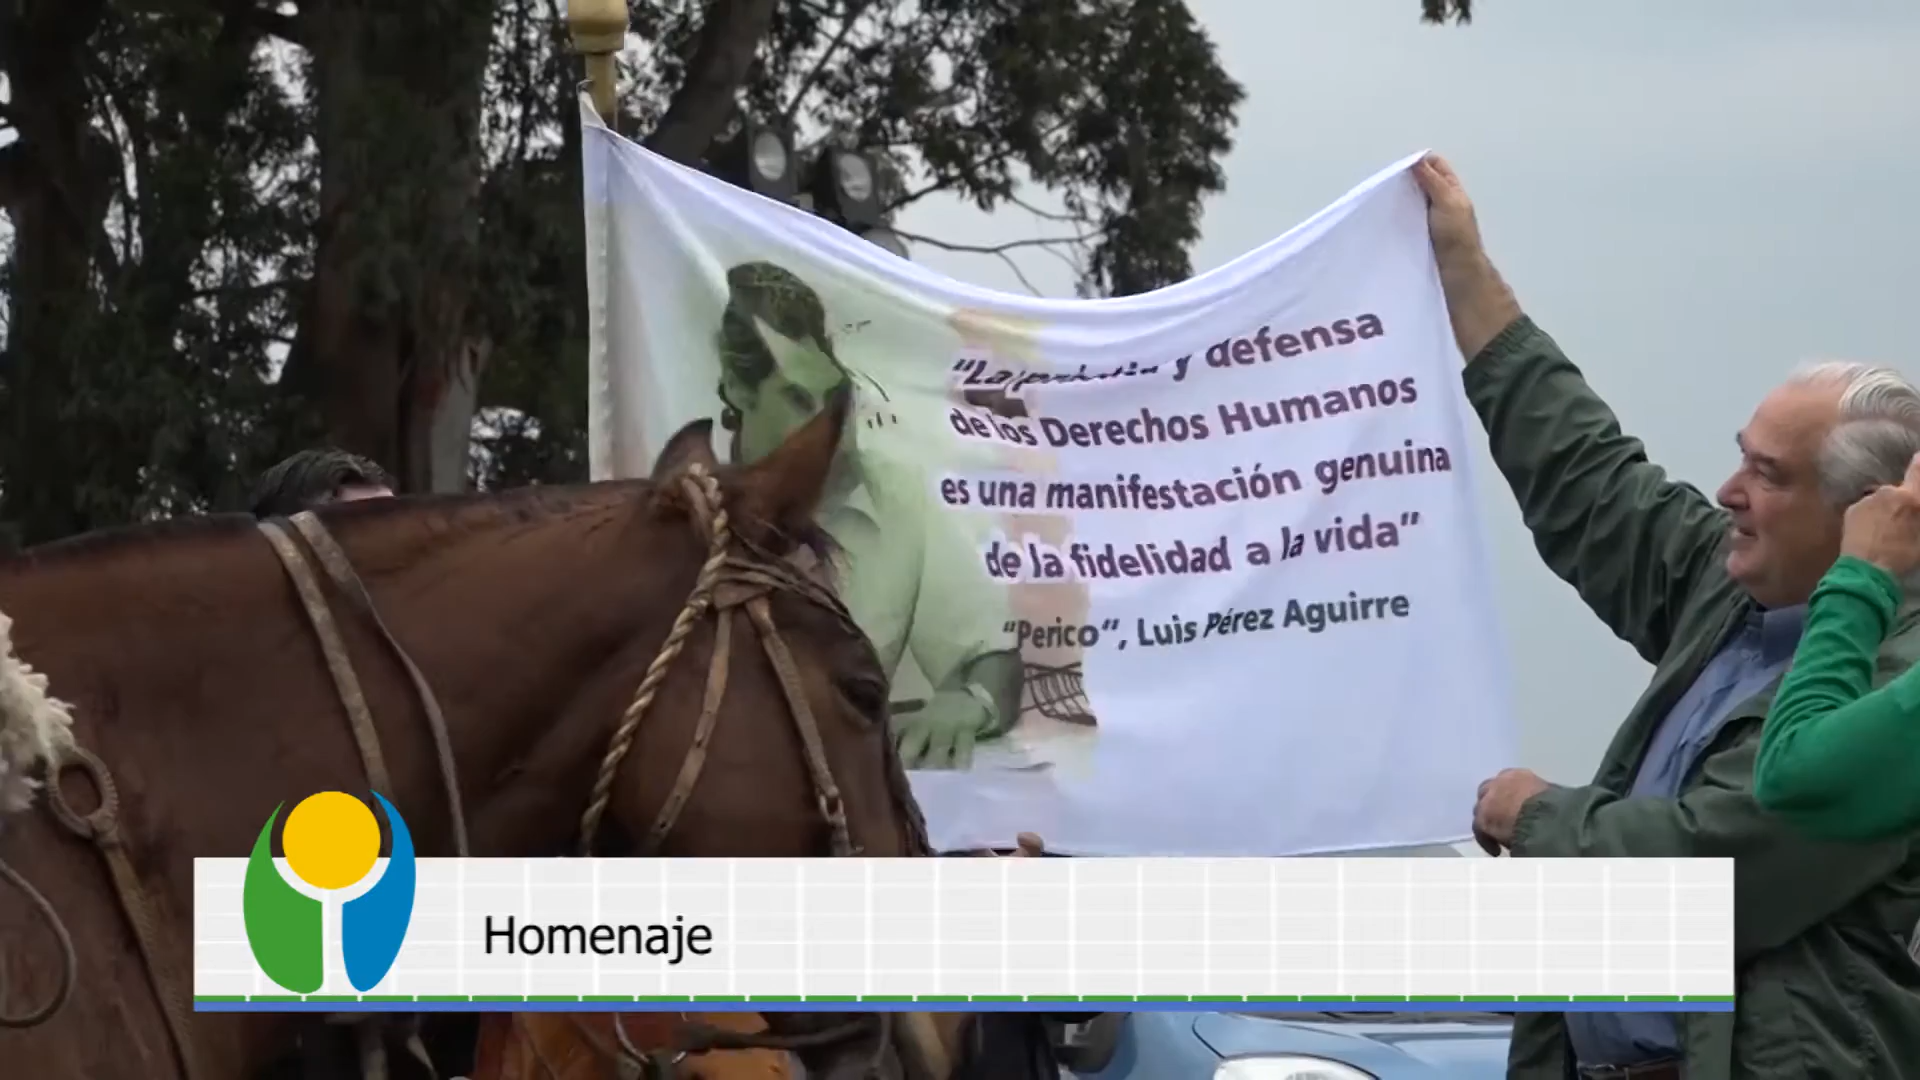 "La y defensa
de los Derechos Humanos
es una manifestación genuina
de la fidelidad a la vida"
"Perico", Luis Pérez Aguirre
Homenaje